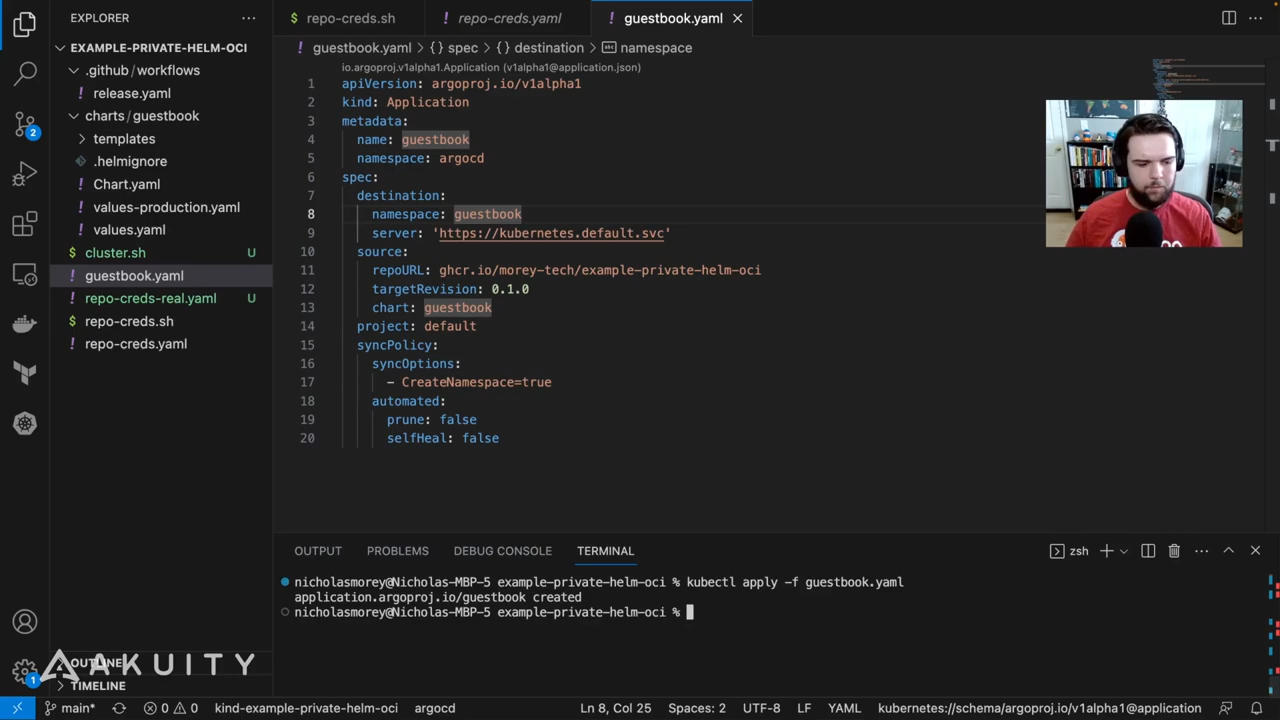 EXPLORER
EXAMPLE-PRIVATE-HELM-OCI
.github/workflows
release.yaml
charts/guestbook
templates
.helmignore
Chart.yaml
values-production.yaml
values.yaml
$ cluster.sh U
! guestbook.yaml
! repo-creds-real.yaml U
$ repo-creds.sh
! repo-creds.yaml
OUTLINE
TIMELINE
2
1
$ repo-creds.sh
! repo-creds.yaml
! guestbook.yaml
! guestbook.yaml > {} spec > {} destination > namespace
io.argoproj.v1alpha1.Application (v1alpha1@application.json)
1 apiVersion: argoproj.io/v1alpha1
2 kind: Application
3 metadata:
4 name: guestbook
5 namespace: argocd
6 spec:
7 destination:
8 namespace: guestbook
9 server: 'https://kubernetes.default.svc'
10 source:
11 repoURL: ghcr.io/morey-tech/example-private-helm-oci
12 targetRevision: 0.1.0
13 chart: guestbook
14 project: default
15 syncPolicy:
16 syncOptions:
17 - CreateNamespace=true
18 automated:
19 prune: false
20 selfHeal: false
OUTPUT PROBLEMS DEBUG CONSOLE TERMINAL
zsh
nicholasmorey@Nicholas-MBP-5 example-private-helm-oci % kubectl apply -f guestbook.yaml
application.argoproj.io/guestbook created
nicholasmorey@Nicholas-MBP-5 example-private-helm-oci %
AKUITY
main* 0 0 kind-example-private-helm-oci argocd Ln 8, Col 25 Spaces: 2 UTF-8 LF YAML kubernetes://schema/argoproj.io/v1alpha1@application